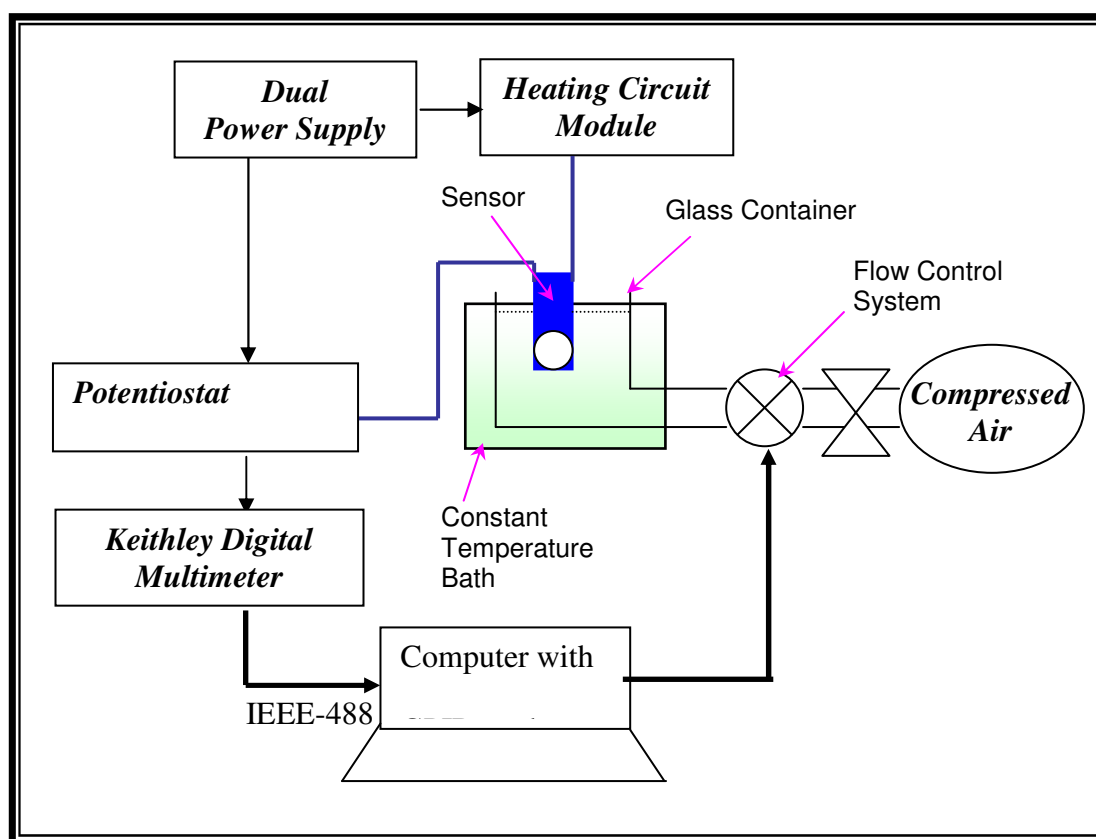 Dual
Power Supply
Heating Circuit
Module
Sensor
Glass Container
Flow Control
System
Potentiostat
Compressed
Air
Constant
Temperature
Bath
Keithley Digital
Multimeter
Computer with
IEEE-488